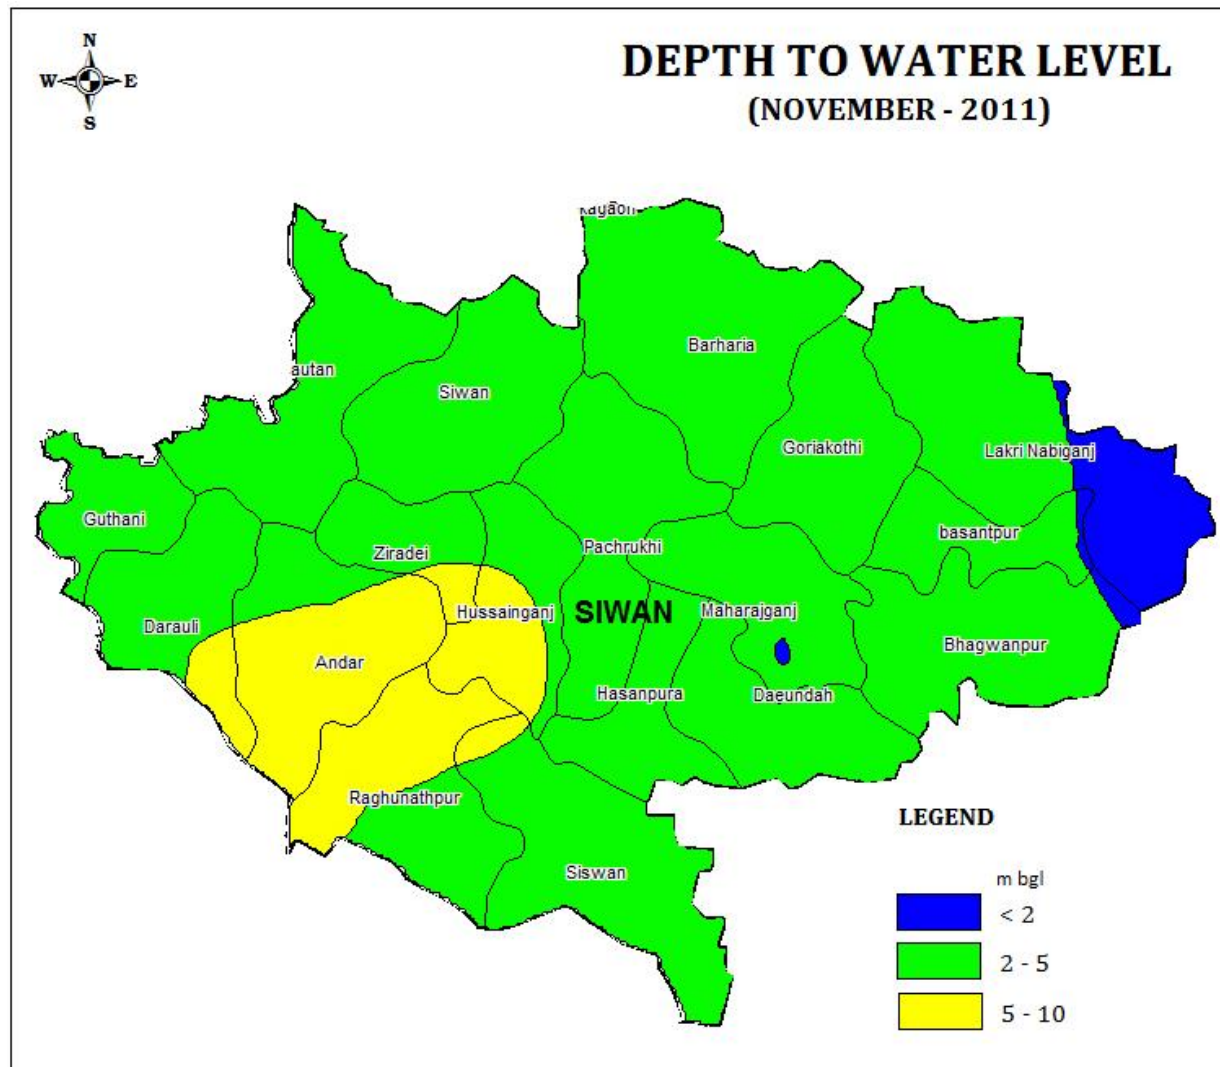 N
W E
S
DEPTH TO WATER LEVEL
(NOVEMBER - 2011)
Barharia
autan
Siwan
Goriakothi
Lakri Nabiganj
Guthani
basantpur
Ziradei
Pachrukhi
Hussainganj
SIWAN
Maharajganj
Darauli
Bhagwanpur
Andar
Hasanpura
Daeundah
Raghunathpur
Siswan
LEGEND
m bgl
< 2
2 - 5
5 - 10